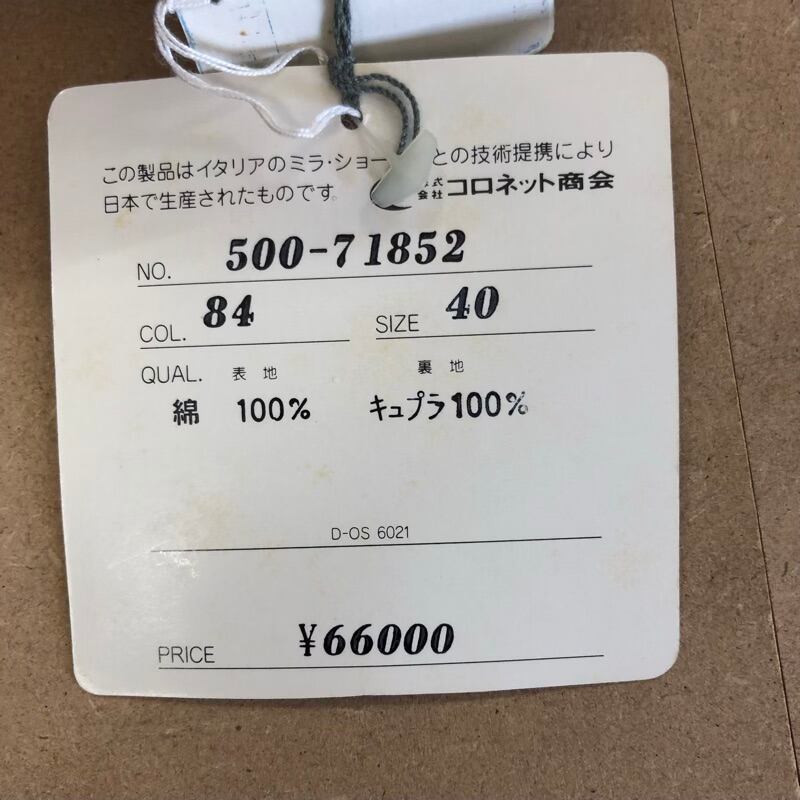 この製品はイタリアのミラ・ショー との技術提携により
日本で生産されたものです。 式会社 コロネット商会
NO. 500-71852
COL. 84 SIZE 40
QUAL. 表地 裏地
綿 100% キュプラ100%
D-OS 6021
PRICE ¥66000